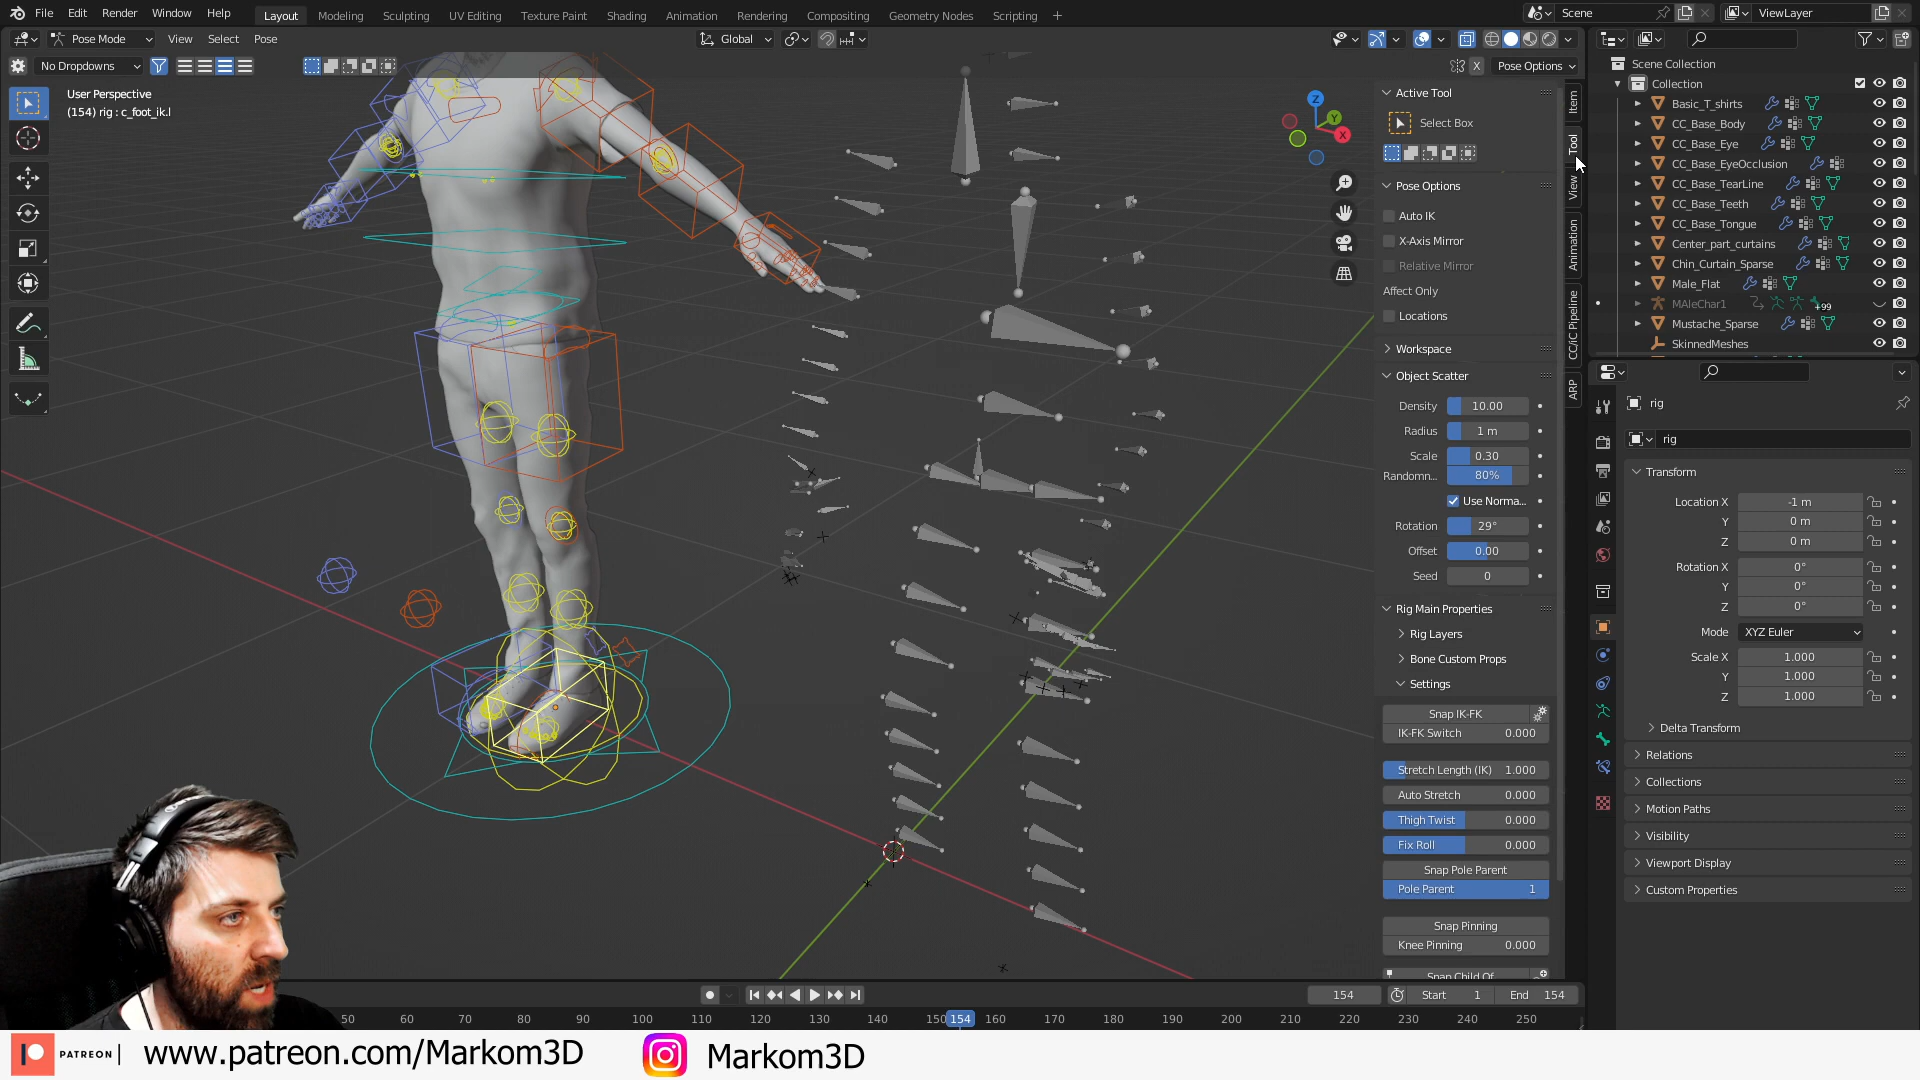 File Edit Render Window Help
Layout Modeling Sculpting UV Editing Texture Paint Shading Animation Rendering Compositing Geometry Nodes Scripting +
Scene
ViewLayer
Pose Mode View Select Pose
Global
No Dropdowns
X Pose Options
User Perspective
(154) rig : c_foot_ik.l
Z
Y
X
Active Tool
Select Box
Pose Options
Auto IK
X-Axis Mirror
Relative Mirror
Affect Only
Locations
Workspace
Object Scatter
Density 10.00
Radius 1 m
Scale 0.30
Randomn... 80%
Use Norma...
Rotation 29°
Offset 0.00
Seed 0
Rig Main Properties
Rig Layers
Bone Custom Props
Settings
Snap IK-FK
IK-FK Switch 0.000
Stretch Length (IK) 1.000
Auto Stretch 0.000
Thigh Twist 0.000
Fix Roll 0.000
Snap Pole Parent
Pole Parent 1
Snap Pinning
Knee Pinning 0.000
Snap Child Of
Item
Tool
View
Animation
CC/iC Pipeline
ARP
Scene Collection
Collection
Basic_T_shirts
CC_Base_Body
CC_Base_Eye
CC_Base_EyeOcclusion
CC_Base_TearLine
CC_Base_Teeth
CC_Base_Tongue
Center_part_curtains
Chin_Curtain_Sparse
Male_Flat
MAleChar1 +99
Mustache_Sparse
SkinnedMeshes
rig
rig
Transform
Location X -1 m
Y 0 m
Z 0 m
Rotation X 0°
Y 0°
Z 0°
Mode XYZ Euler
Scale X 1.000
Y 1.000
Z 1.000
Delta Transform
Relations
Collections
Motion Paths
Visibility
Viewport Display
Custom Properties
154 Start 1 End 154
50 60 70 80 90 100 110 120 130 140 150 154 160 170 180 190 200 210 220 230 240 250
PATREON | www.patreon.com/Markom3D Markom3D